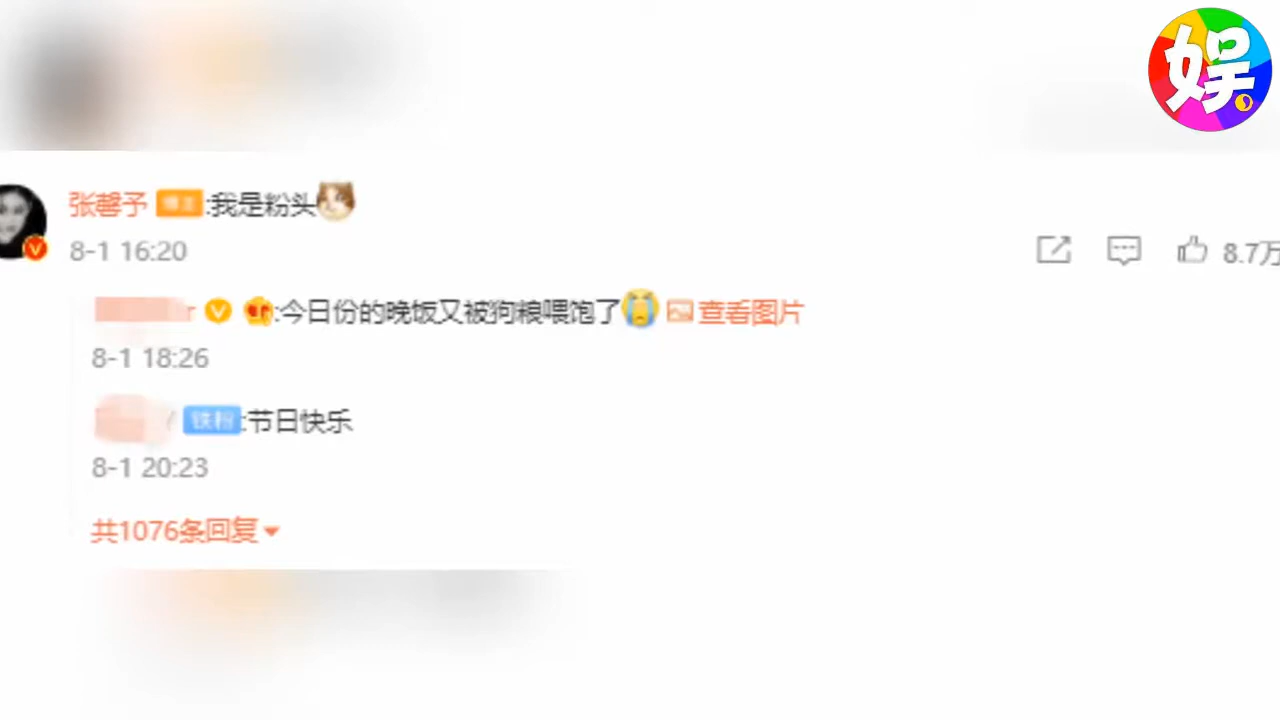 娱
张馨予 博主:我是粉头
8-1 16:20
8.7万
:今日份的晚饭又被狗粮喂饱了 查看图片
8-1 18:26
铁粉:节日快乐
8-1 20:23
共1076条回复